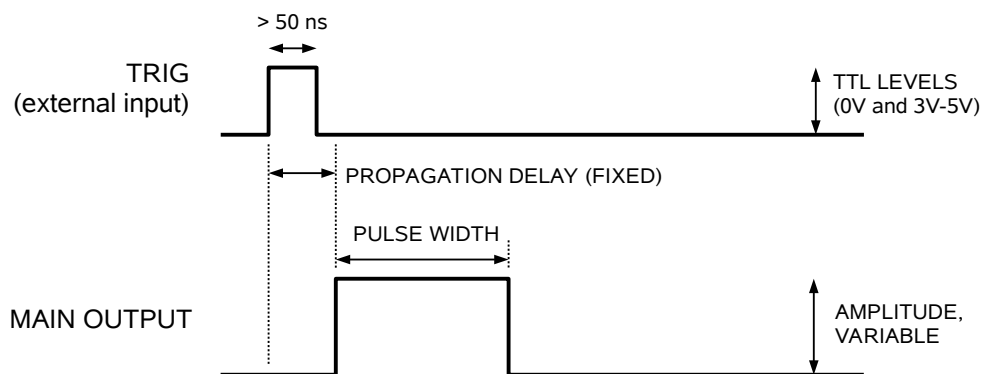 > 50 ns
TRIG
(external input)
TTL LEVELS
(0V and 3V-5V)
PROPAGATION DELAY (FIXED)
PULSE WIDTH
MAIN OUTPUT
AMPLITUDE,
VARIABLE